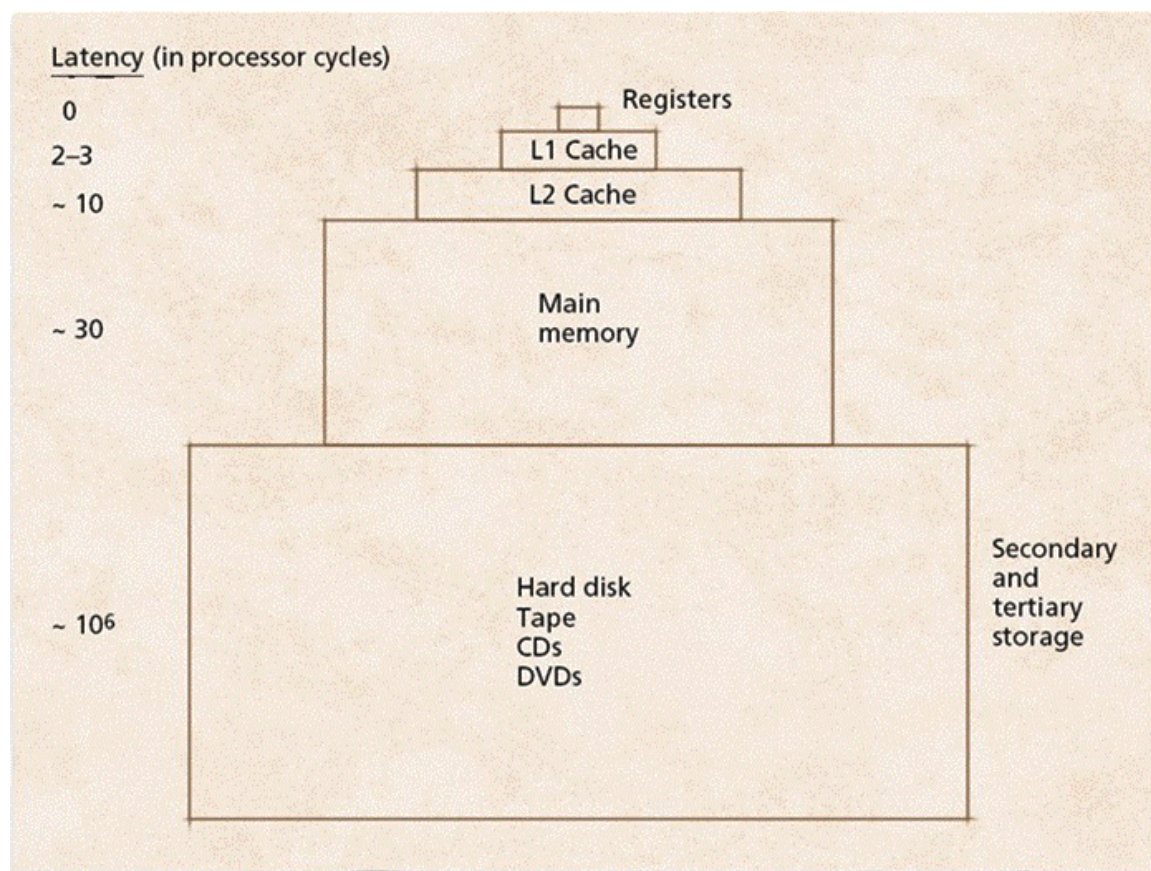 Latency (in processor cycles)
0
Registers
2–3
L1 Cache
~ 10
L2 Cache
~ 30
Main
memory
~ 10⁶
Hard disk
Tape
CDs
DVDs
Secondary
and
tertiary
storage